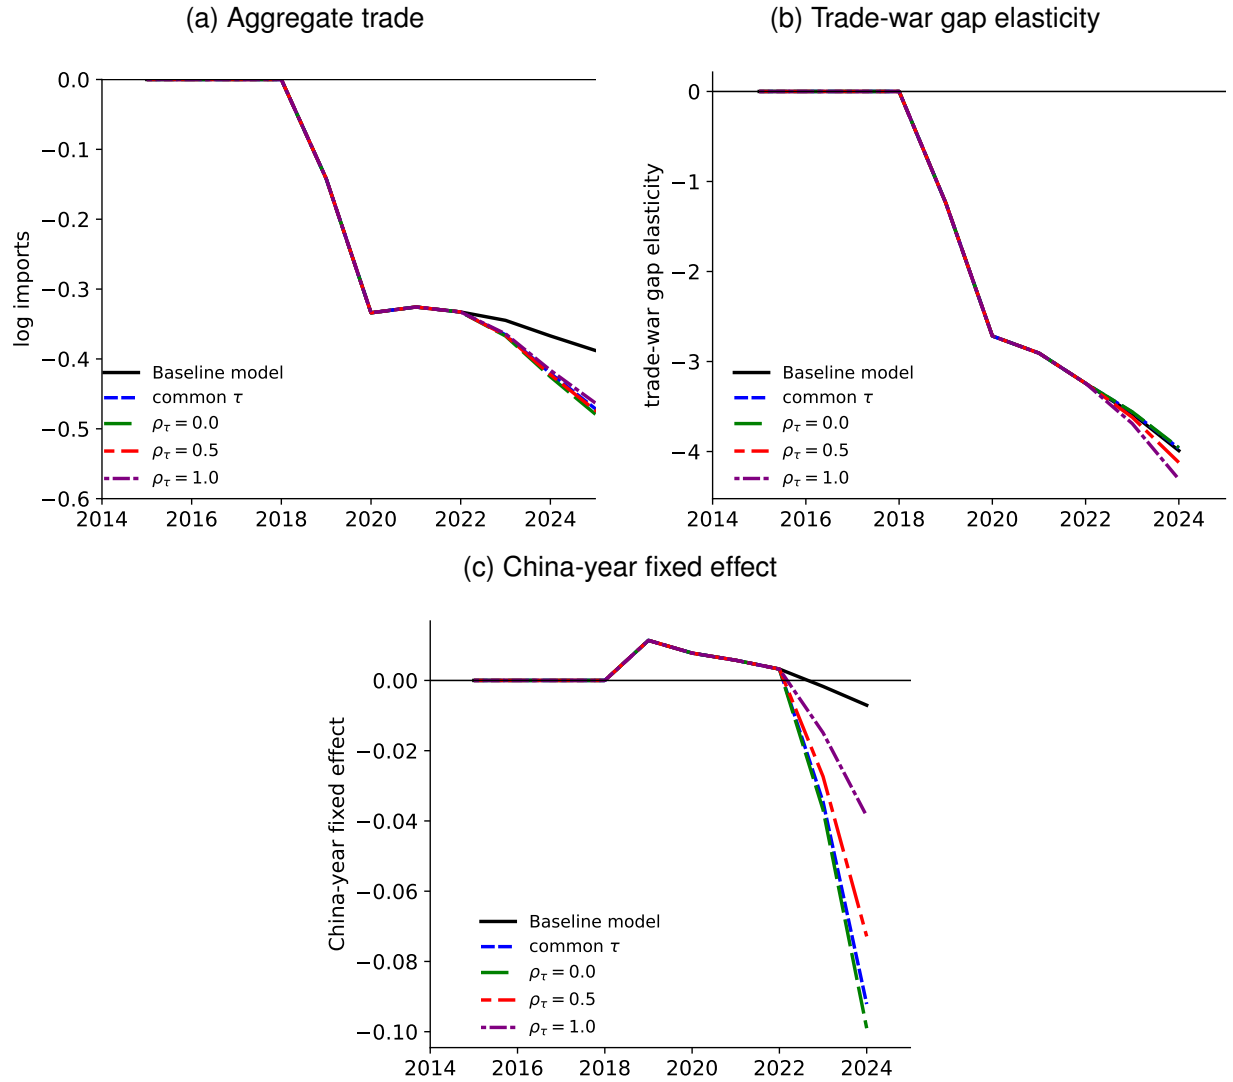 (a) Aggregate trade
0.0
−0.1
−0.2
−0.3
−0.4
−0.5
−0.6
log imports
Baseline model
common τ
ρτ = 0.0
ρτ = 0.5
ρτ = 1.0
2014 2016 2018 2020 2022 2024
(b) Trade-war gap elasticity
0
−1
−2
−3
−4
trade-war gap elasticity
Baseline model
common τ
ρτ = 0.0
ρτ = 0.5
ρτ = 1.0
2014 2016 2018 2020 2022 2024
(c) China-year fixed effect
0.00
−0.02
−0.04
−0.06
−0.08
−0.10
China-year fixed effect
Baseline model
common τ
ρτ = 0.0
ρτ = 0.5
ρτ = 1.0
2014 2016 2018 2020 2022 2024